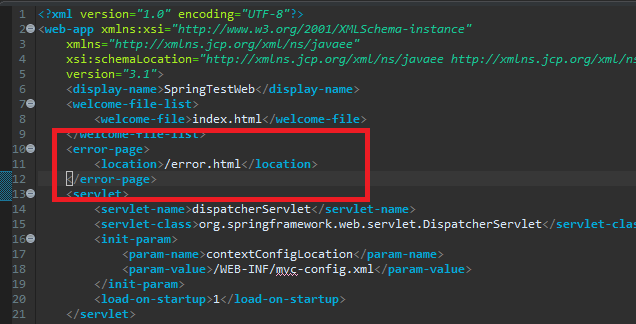 1 <?xml version="1.0" encoding="UTF-8"?>
2 <web-app xmlns:xsi="http://www.w3.org/2001/XMLSchema-instance"
3 xmlns="http://xmlns.jcp.org/xml/ns/javaee"
4 xsi:schemaLocation="http://xmlns.jcp.org/xml/ns/javaee http://xmlns.jcp.org/xml/ns/
5 version="3.1">
6 <display-name>SpringTestWeb</display-name>
7 <welcome-file-list>
8 <welcome-file>index.html</welcome-file>
9 </welcome-file-list>
10 <error-page>
11 <location>/error.html</location>
12 </error-page>
13 <servlet>
14 <servlet-name>dispatcherServlet</servlet-name>
15 <servlet-class>org.springframework.web.servlet.DispatcherServlet</servlet-clas
16 <init-param>
17 <param-name>contextConfigLocation</param-name>
18 <param-value>/WEB-INF/mvc-config.xml</param-value>
19 </init-param>
20 <load-on-startup>1</load-on-startup>
21 </servlet>